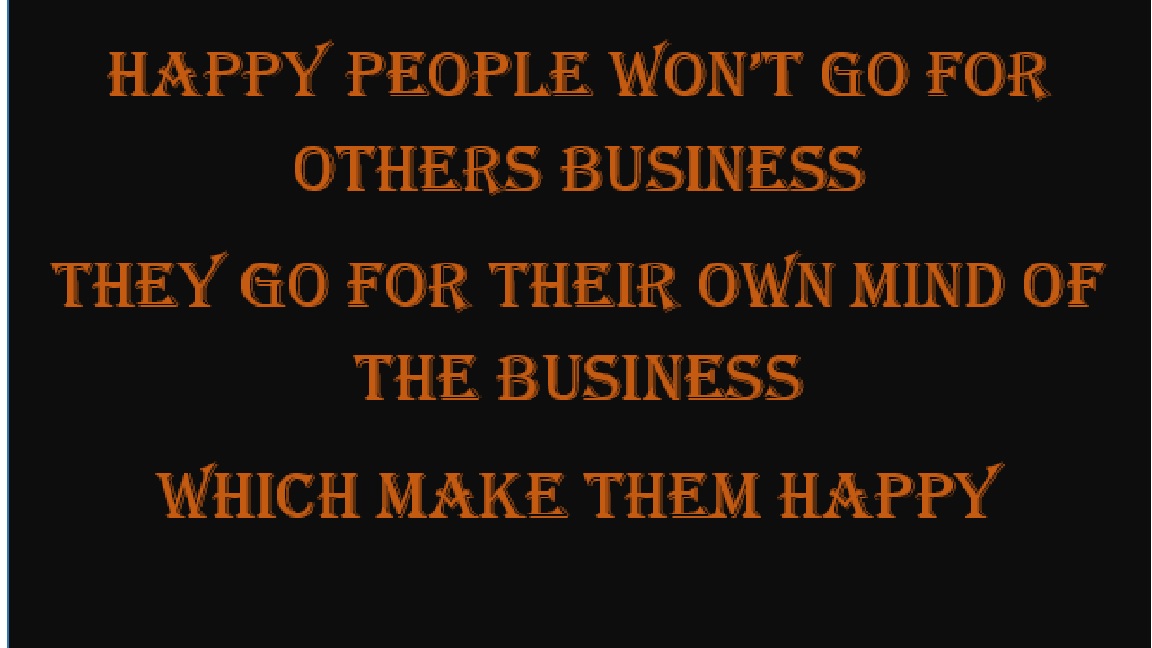 HAPPY PEOPLE WON'T GO FOR
OTHERS BUSINESS
THEY GO FOR THEIR OWN MIND OF
THE BUSINESS
WHICH MAKE THEM HAPPY